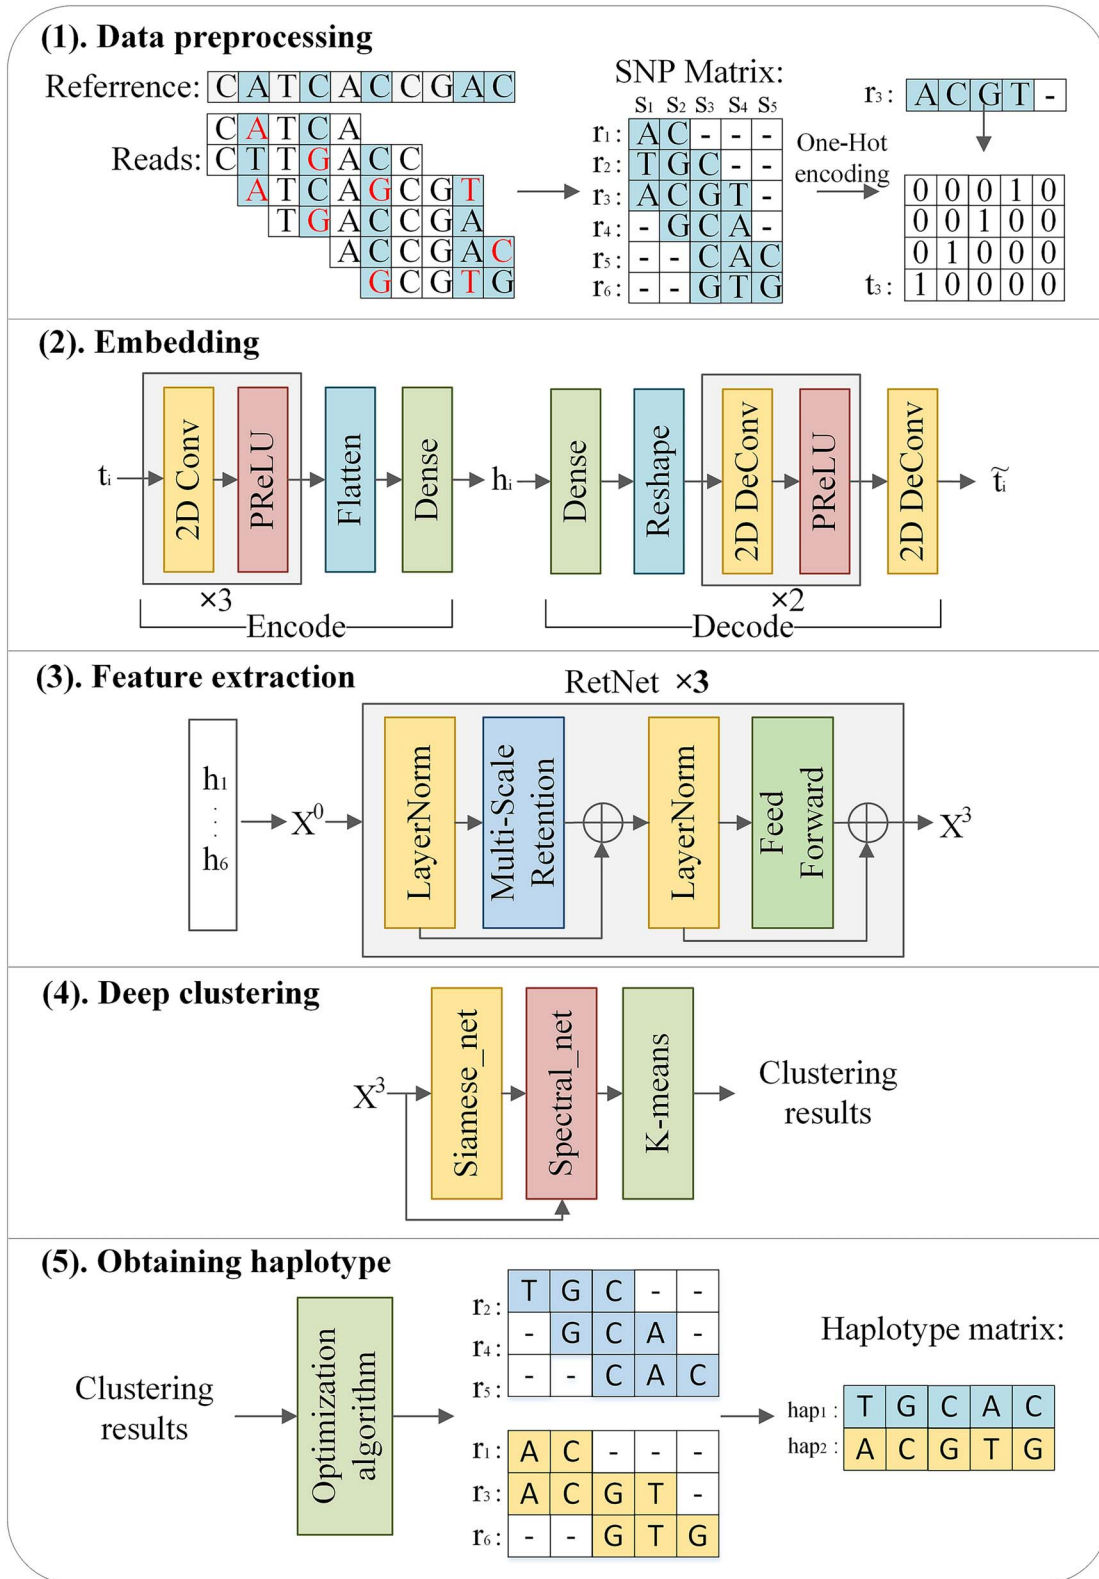 (1). Data preprocessing
Referrence: C A T C A C C G A C
Reads:
C A T C A
C T T G A C C
A T C A G C G T
T G A C C G A
A C C G A C
G C G T G
SNP Matrix:
S₁ S₂ S₃ S₄ S₅
r₁: A C - - -
r₂: T G C - -
r₃: A C G T -
r₄: - G C A -
r₅: - - C A C
r₆: - - G T G
One-Hot
encoding
r₃: A C G T -
t₃:
0 0 0 1 0
0 0 1 0 0
0 1 0 0 0
1 0 0 0 0
(2). Embedding
tᵢ
2D Conv
PReLU
×3
Flatten
Dense
Encode
hᵢ
Dense
Reshape
2D DeConv
PReLU
×2
2D DeConv
Decode
t̃ᵢ
(3). Feature extraction
RetNet ×3
h₁
⋮
h₆
X⁰
LayerNorm
Multi-Scale
Retention
LayerNorm
Feed
Forward
X³
(4). Deep clustering
X³
Siamese_net
Spectral_net
K-means
Clustering
results
(5). Obtaining haplotype
Clustering
results
Optimization
algorithm
r₂: T G C - -
r₄: - G C A -
r₅: - - C A C
r₁: A C - - -
r₃: A C G T -
r₆: - - G T G
Haplotype matrix:
hap₁: T G C A C
hap₂: A C G T G